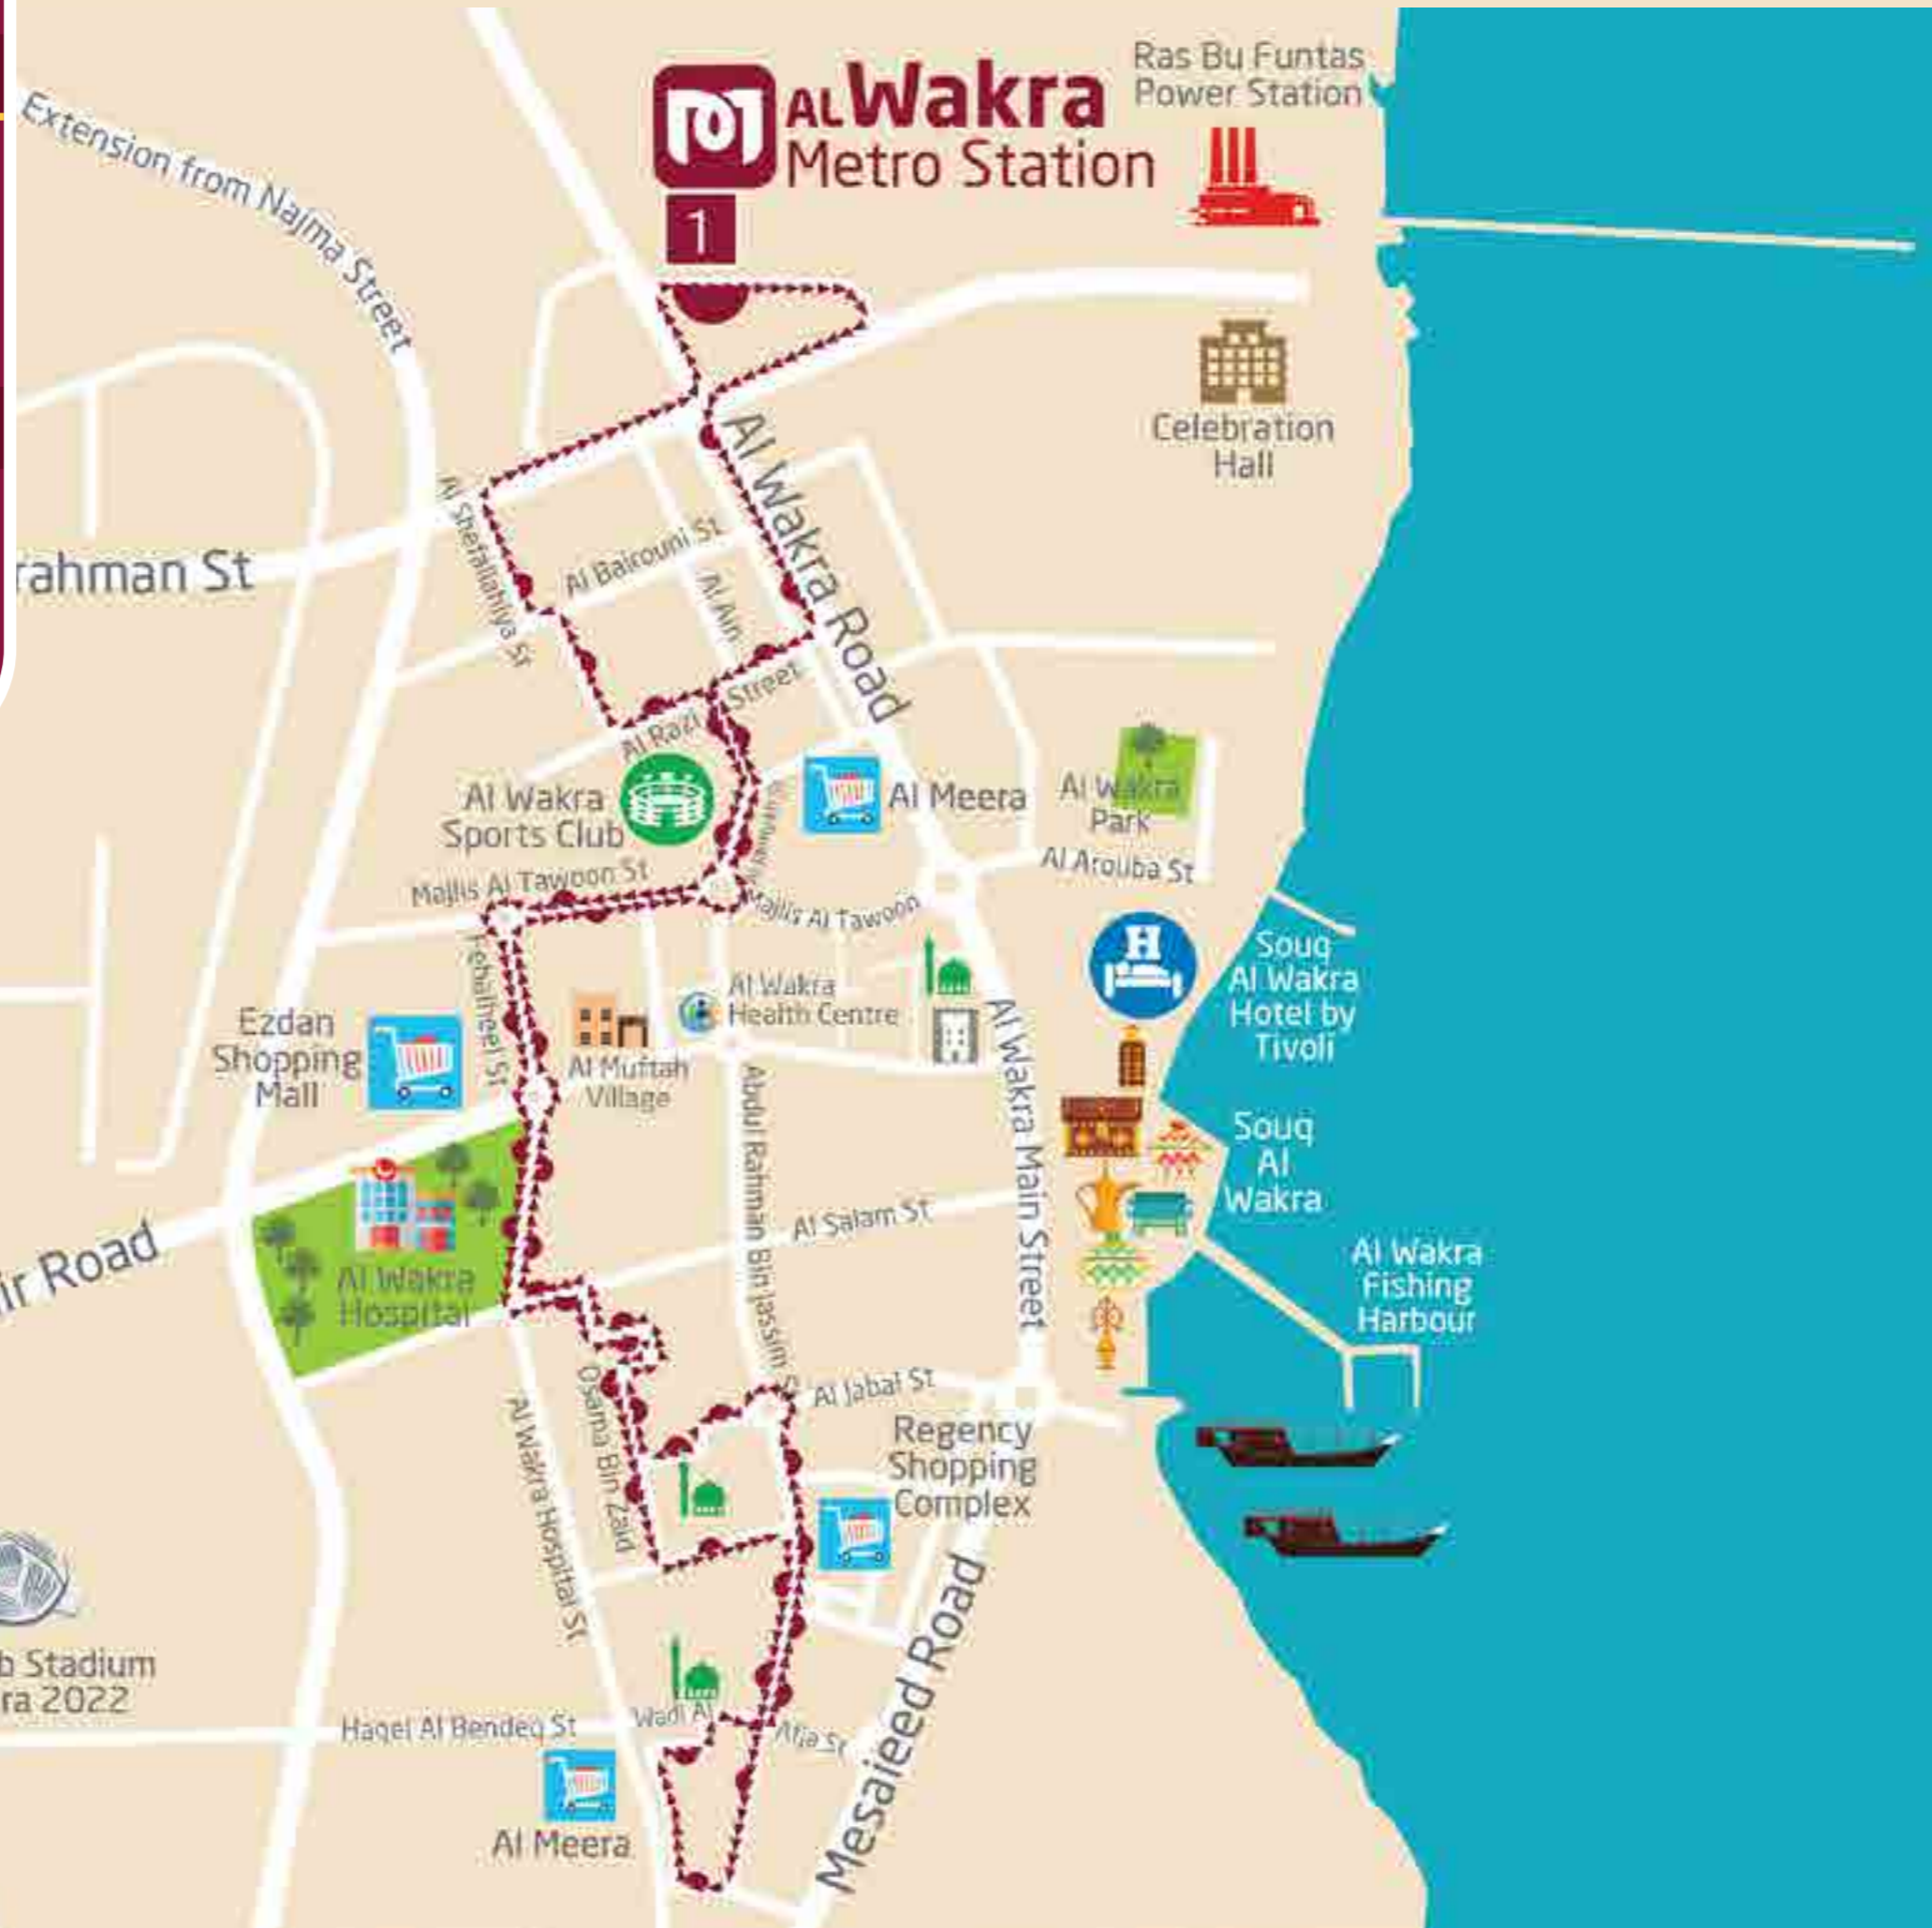 Ras Bu Funtas
Power Station
AL Wakra
Metro Station
1
Extension from Najma Street
Celebration
Hall
Al Wakra Road
Al Shefallahiya St
Al Bairouni St
rahman St
Al Ain
Al Razi Street
Al Wakra
Sports Club
Al Meera
Al Wakra
Park
Al Arouba St
Majlis Al Tawoon St
Majlis Al Tawoon
Souq
Al Wakra
Hotel by
Tivoli
H
Al Wakra
Health Centre
Ezdan
Shopping
Mall
Al Muftah
Village
Al Wakra Main Street
Abdul Rahman Bin Jassim
Souq
Al
Wakra
Al Salam St
ir Road
Al Wakra
Hospital
Al Wakra
Fishing
Harbour
Al Jabal St
Osama Bin Zaid
Al Wakra Hospital St
Regency
Shopping
Complex
Mesaieed Road
b Stadium
ra 2022
Haqel Al Bendeq St
Wadi Al
Afja St
Al Meera